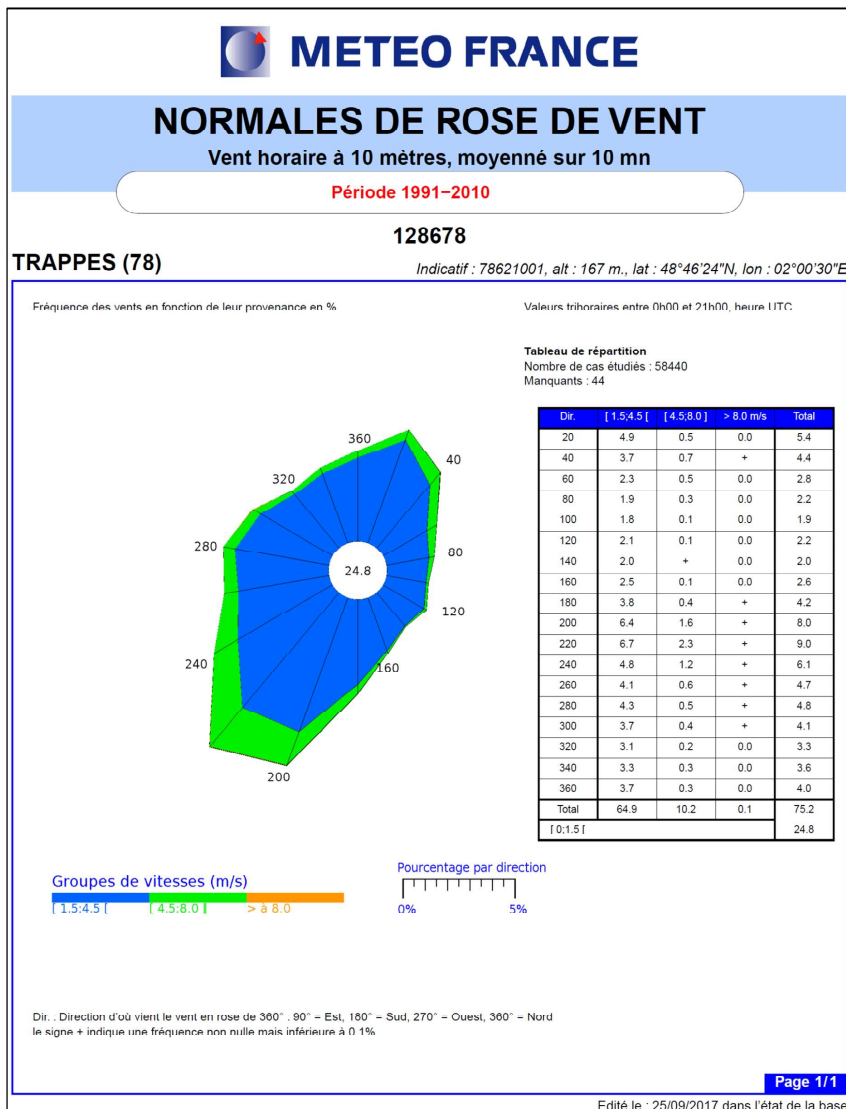 METEO FRANCE
NORMALES DE ROSE DE VENT
Vent horaire à 10 mètres, moyenné sur 10 mn
Période 1991−2010
128678
TRAPPES (78)
Indicatif : 78621001, alt : 167 m., lat : 48°46'24"N, lon : 02°00'30"E
Fréquence des vents en fonction de leur provenance en %
Valeurs trihoraires entre 0h00 et 21h00, heure UTC
Tableau de répartition
Nombre de cas étudiés : 58440
Manquants : 44
Dir. [ 1.5;4.5 [ [ 4.5;8.0 ] > 8.0 m/s Total
20 4.9 0.5 0.0 5.4
40 3.7 0.7 + 4.4
60 2.3 0.5 0.0 2.8
80 1.9 0.3 0.0 2.2
100 1.8 0.1 0.0 1.9
120 2.1 0.1 0.0 2.2
140 2.0 + 0.0 2.0
160 2.5 0.1 0.0 2.6
180 3.8 0.4 + 4.2
200 6.4 1.6 + 8.0
220 6.7 2.3 + 9.0
240 4.8 1.2 + 6.1
260 4.1 0.6 + 4.7
280 4.3 0.5 + 4.8
300 3.7 0.4 + 4.1
320 3.1 0.2 0.0 3.3
340 3.3 0.3 0.0 3.6
360 3.7 0.3 0.0 4.0
Total 64.9 10.2 0.1 75.2
[ 0;1.5 [ 24.8
360
40
320
280
80
24.8
120
240
160
200
Groupes de vitesses (m/s)
[ 1.5;4.5 [ [ 4.5;8.0 ] > à 8.0
Pourcentage par direction
0% 5%
Dir. : Direction d'où vient le vent en rose de 360° : 90° = Est, 180° = Sud, 270° = Ouest, 360° = Nord
le signe + indique une fréquence non nulle mais inférieure à 0.1%
Page 1/1
Edité le : 25/09/2017 dans l'état de la base